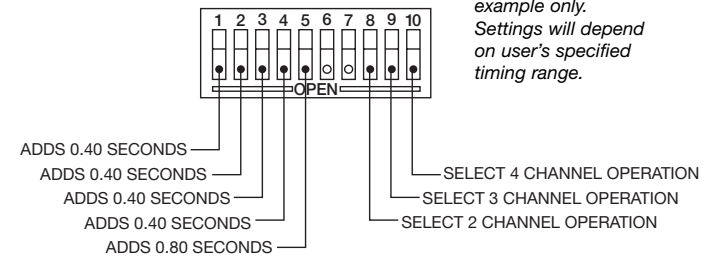 example only.
Settings will depend
on user's specified
timing range.
1 2 3 4 5 6 7 8 9 10
OPEN
ADDS 0.40 SECONDS
ADDS 0.40 SECONDS
ADDS 0.40 SECONDS
ADDS 0.40 SECONDS
ADDS 0.80 SECONDS
SELECT 4 CHANNEL OPERATION
SELECT 3 CHANNEL OPERATION
SELECT 2 CHANNEL OPERATION